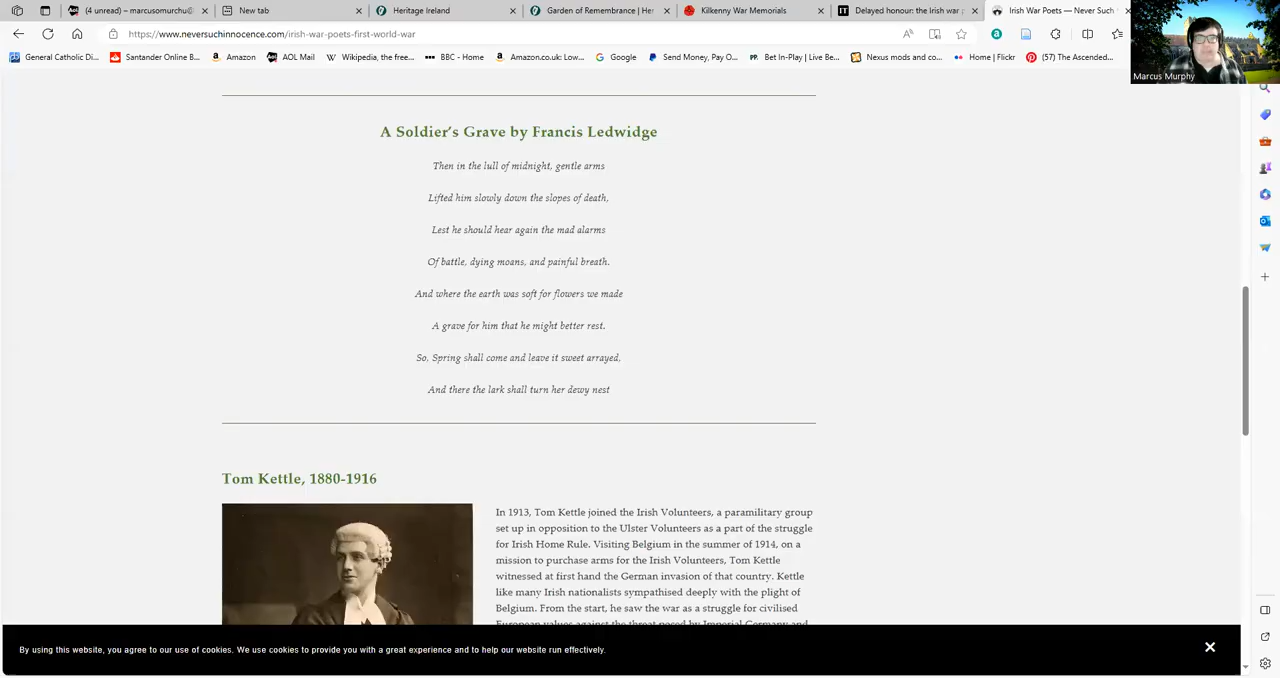 (4 unread) – marcusomurchu@
New tab
Heritage Ireland
Garden of Remembrance | Her
Kilkenny War Memorials
Delayed honour: the Irish war p
Irish War Poets — Never Such
https://www.neversuchinnocence.com/irish-war-poets-first-world-war
General Catholic Di...
Santander Online B...
Amazon
AOL Mail
Wikipedia, the free...
BBC - Home
Amazon.co.uk: Low...
Google
Send Money, Pay O...
Bet In-Play | Live Be...
Nexus mods and co...
Home | Flickr
(57) The Ascended...
Marcus Murphy
A Soldier's Grave by Francis Ledwidge
Then in the lull of midnight, gentle arms
Lifted him slowly down the slopes of death,
Lest he should hear again the mad alarms
Of battle, dying moans, and painful breath.
And where the earth was soft for flowers we made
A grave for him that he might better rest.
So, Spring shall come and leave it sweet arrayed,
And there the lark shall turn her dewy nest
Tom Kettle, 1880-1916
In 1913, Tom Kettle joined the Irish Volunteers, a paramilitary group
set up in opposition to the Ulster Volunteers as a part of the struggle
for Irish Home Rule. Visiting Belgium in the summer of 1914, on a
mission to purchase arms for the Irish Volunteers, Tom Kettle
witnessed at first hand the German invasion of that country. Kettle
like many Irish nationalists sympathised deeply with the plight of
Belgium. From the start, he saw the war as a struggle for civilised
European values against the threat posed by Imperial Germany and
By using this website, you agree to our use of cookies. We use cookies to provide you with a great experience and to help our website run effectively.